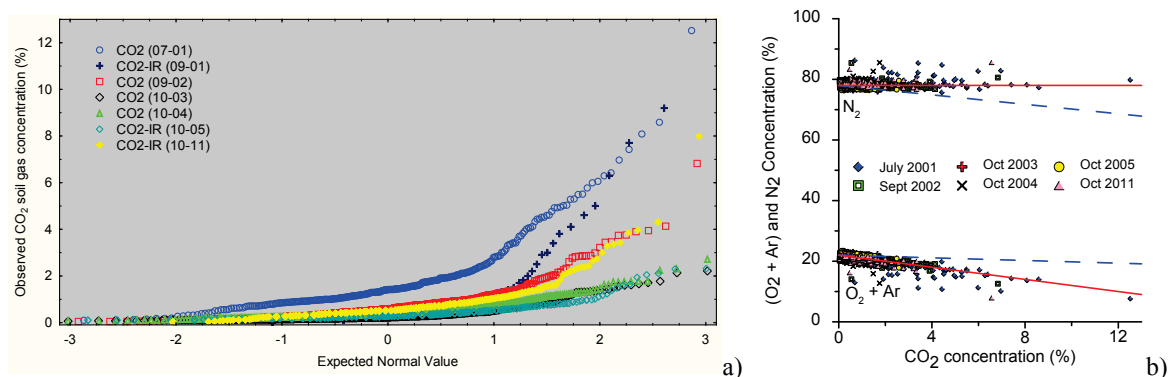 Observed CO2 soil gas concentration (%)
12
10
8
6
4
2
0
CO2 (07-01)
CO2-IR (09-01)
CO2 (09-02)
CO2 (10-03)
CO2 (10-04)
CO2-IR (10-05)
CO2-IR (10-11)
-3 -2 -1 0 1 2 3
Expected Normal Value
a)
(O2 + Ar) and N2 Concentration (%)
100
80
60
40
20
0
N2
July 2001 Oct 2003 Oct 2005
Sept 2002 Oct 2004 Oct 2011
O2 + Ar
0 4 8 12
CO2 concentration (%)
b)